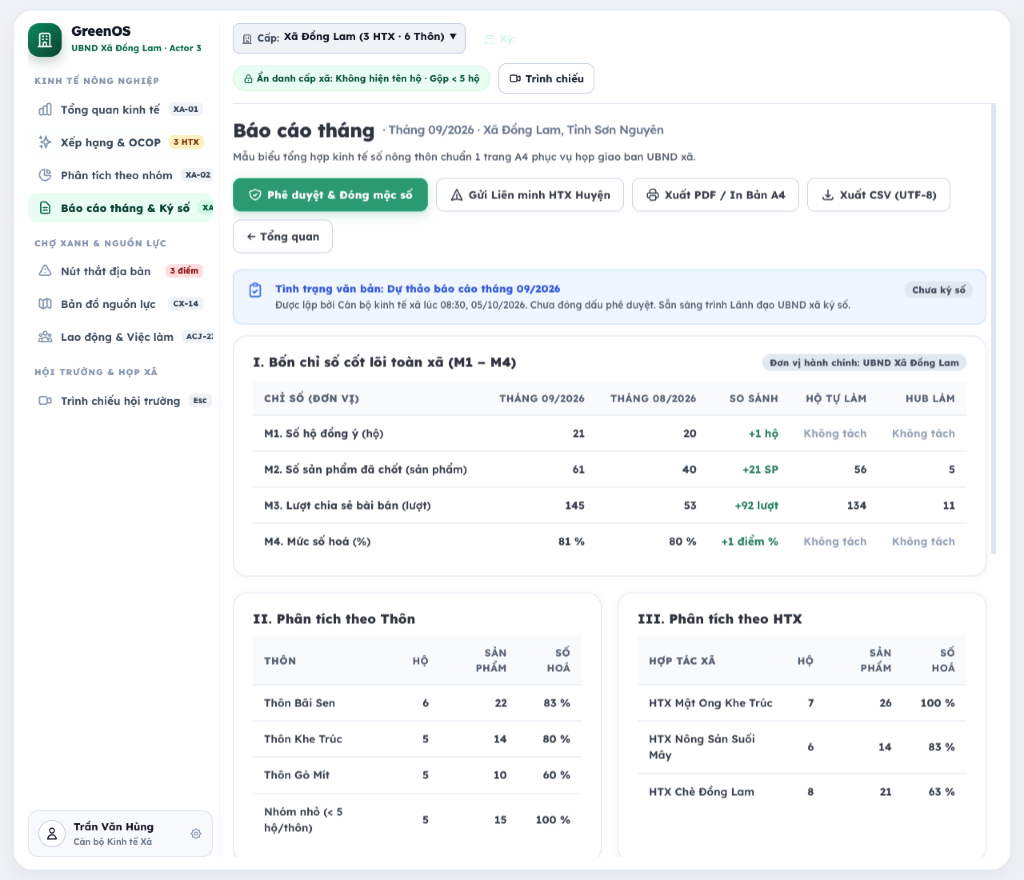 GreenOS
UBND Xã Đồng Lam · Actor 3
KINH TẾ NÔNG NGHIỆP
Tổng quan kinh tế XA-01
Xếp hạng & OCOP 3 HTX
Phân tích theo nhóm XA-02
Báo cáo tháng & Ký số XA
CHỢ XANH & NGUỒN LỰC
Nút thắt địa bàn 3 điểm
Bản đồ nguồn lực CX-14
Lao động & Việc làm ACJ-2
HỘI TRƯỜNG & HỌP XÃ
Trình chiếu hội trường Esc
Trần Văn Hùng
Cán bộ Kinh tế Xã
Cấp: Xã Đồng Lam (3 HTX · 6 Thôn) ▼
Kỳ:
Ẩn danh cấp xã: Không hiện tên hộ · Gộp < 5 hộ
Trình chiếu
Báo cáo tháng · Tháng 09/2026 · Xã Đồng Lam, Tỉnh Sơn Nguyên
Mẫu biểu tổng hợp kinh tế số nông thôn chuẩn 1 trang A4 phục vụ họp giao ban UBND xã.
Phê duyệt & Đóng mộc số
Gửi Liên minh HTX Huyện
Xuất PDF / In Bản A4
Xuất CSV (UTF-8)
← Tổng quan
Tình trạng văn bản: Dự thảo báo cáo tháng 09/2026
Được lập bởi Cán bộ kinh tế xã lúc 08:30, 05/10/2026. Chưa đóng dấu phê duyệt. Sẵn sàng trình Lãnh đạo UBND xã ký số.
Chưa ký số
I. Bốn chỉ số cốt lõi toàn xã (M1 – M4)
Đơn vị hành chính: UBND Xã Đồng Lam
CHỈ SỐ (ĐƠN VỊ) THÁNG 09/2026 THÁNG 08/2026 SO SÁNH HỘ TỰ LÀM HUB LÀM
M1. Số hộ đồng ý (hộ) 21 20 +1 hộ Không tách Không tách
M2. Số sản phẩm đã chốt (sản phẩm) 61 40 +21 SP 56 5
M3. Lượt chia sẻ bài bán (lượt) 145 53 +92 lượt 134 11
M4. Mức số hoá (%) 81 % 80 % +1 điểm % Không tách Không tách
II. Phân tích theo Thôn
THÔN HỘ SẢN PHẨM SỐ HOÁ
Thôn Bãi Sen 6 22 83 %
Thôn Khe Trúc 5 14 80 %
Thôn Gò Mít 5 10 60 %
Nhóm nhỏ (< 5 hộ/thôn) 5 15 100 %
III. Phân tích theo HTX
HỢP TÁC XÃ HỘ SẢN PHẨM SỐ HOÁ
HTX Mật Ong Khe Trúc 7 26 100 %
HTX Nông Sản Suối Mây 6 14 83 %
HTX Chè Đồng Lam 8 21 63 %